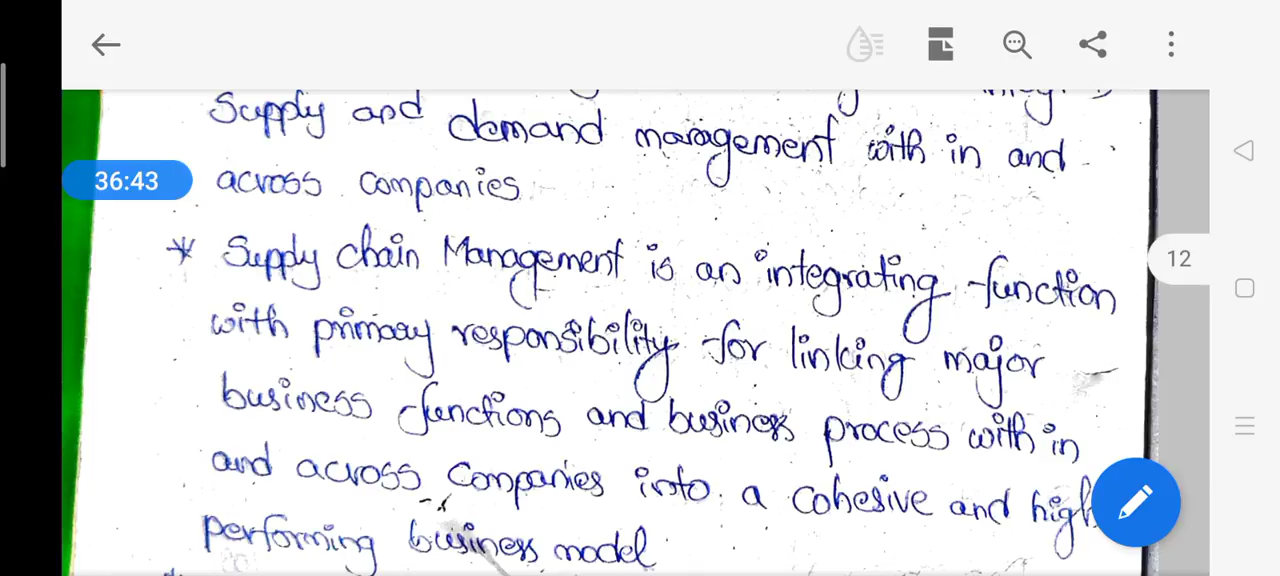 Supply and demand management with in and
across companies
36:43
* Supply chain Management is an integrating function
12
with primary responsibility for linking major
business functions and business process with in
and across companies into a cohesive and high
performing business model